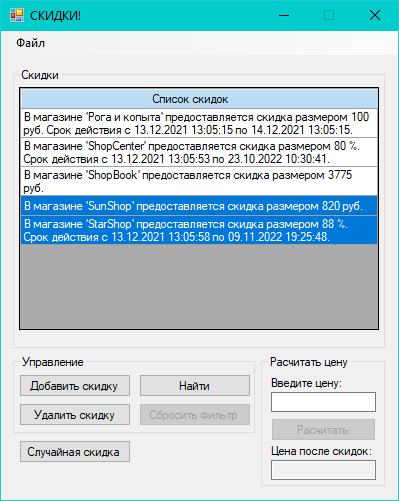 СКИДКИ!
Файл
Скидки
Список скидок
В магазине 'Рога и копыта' предоставляется скидка размером 100
руб. Срок действия с 13.12.2021 13:05:15 по 14.12.2021 13:05:15.
В магазине 'ShopCenter' предоставляется скидка размером 80 %.
Срок действия с 13.12.2021 13:05:53 по 23.10.2022 10:30:41.
В магазине 'ShopBook' предоставляется скидка размером 3775
руб.
В магазине 'SunShop' предоставляется скидка размером 820 руб.
В магазине 'StarShop' предоставляется скидка размером 88 %.
Срок действия с 13.12.2021 13:05:58 по 09.11.2022 19:25:48.
Управление
Добавить скидку
Найти
Удалить скидку
Сбросить фильтр
Случайная скидка
Расчитать цену
Введите цену:
Расчитать
Цена после скидок: